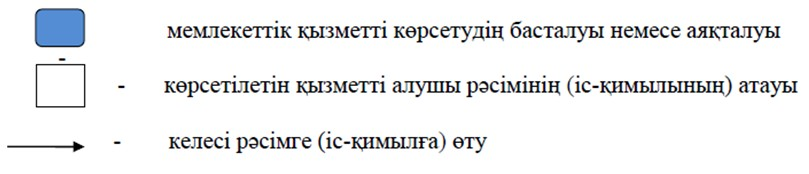 - мемлекеттік қызметті көрсетудің басталуы немесе аяқталуы
- көрсетілетін қызметті алушы рәсімінің (іс-қимылының) атауы
- келесі рәсімге (іс-қимылға) өту